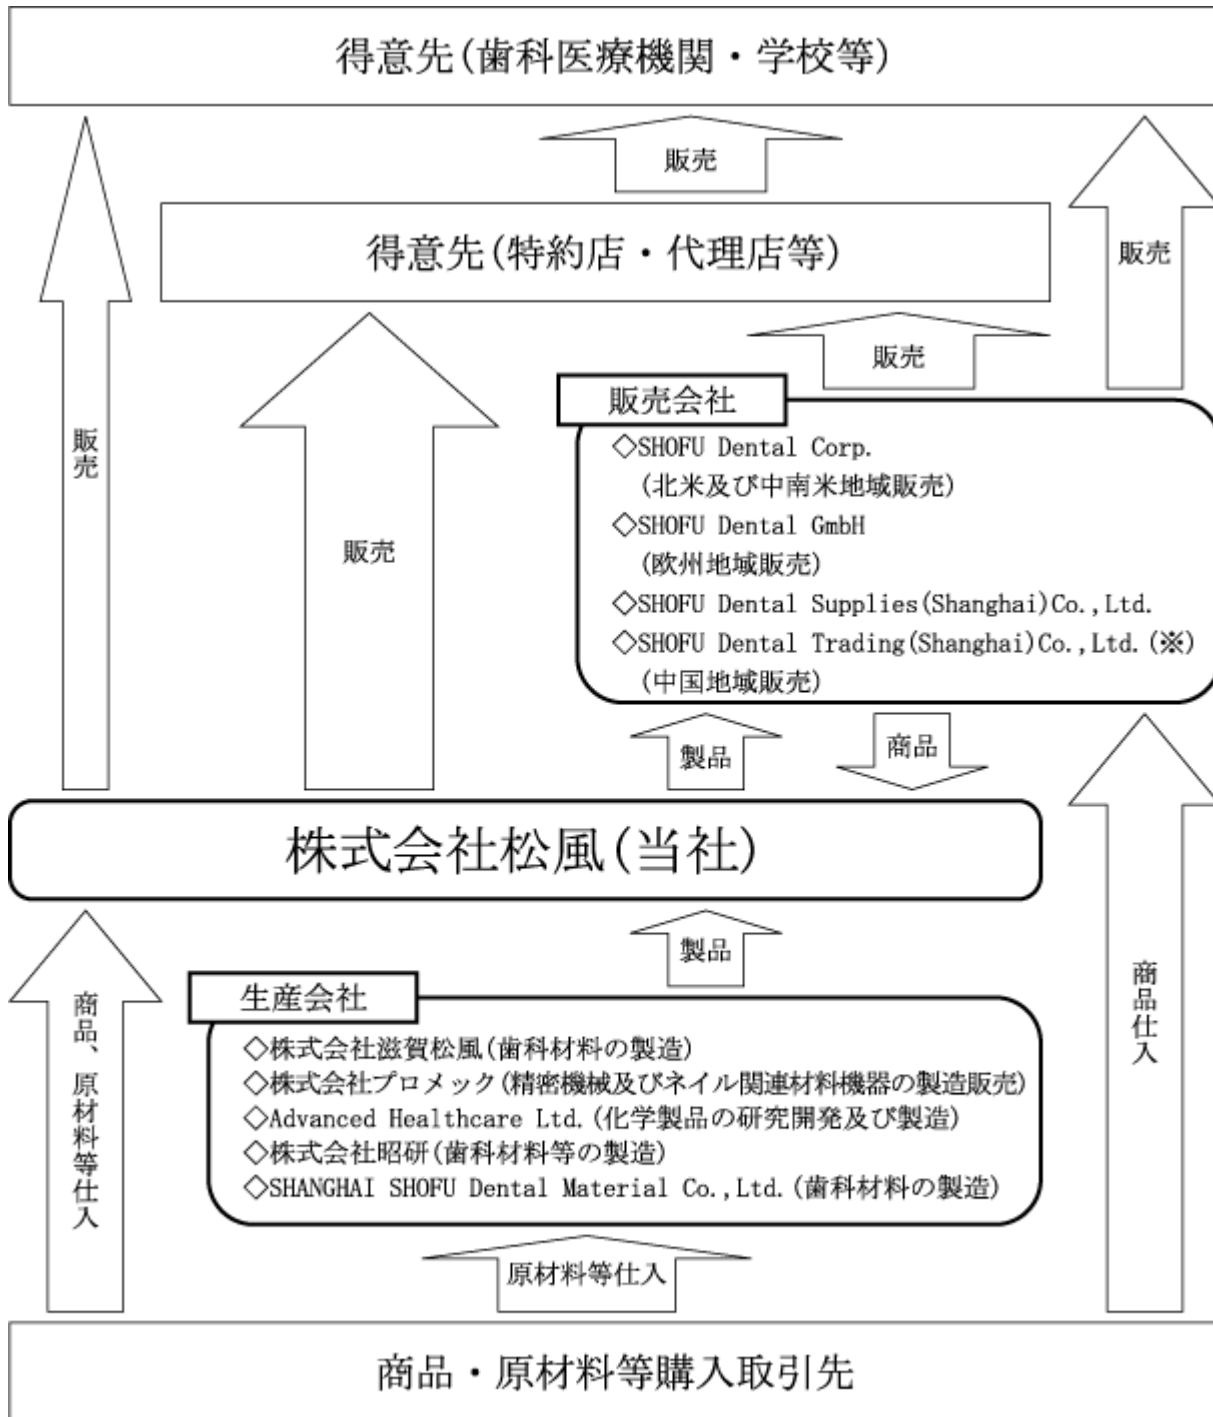 得意先(歯科医療機関・学校等)
販売
得意先(特約店・代理店等)
販売
販売
販売会社
◇SHOFU Dental Corp.
(北米及び中南米地域販売)
◇SHOFU Dental GmbH
(欧州地域販売)
◇SHOFU Dental Supplies(Shanghai)Co.,Ltd.
◇SHOFU Dental Trading(Shanghai)Co.,Ltd.(※)
(中国地域販売)
販売
販売
製品
商品
株式会社松風(当社)
製品
生産会社
◇株式会社滋賀松風(歯科材料の製造)
◇株式会社プロメック(精密機械及びネイル関連材料機器の製造販売)
◇Advanced Healthcare Ltd.(化学製品の研究開発及び製造)
◇株式会社昭研(歯科材料等の製造)
◇SHANGHAI SHOFU Dental Material Co.,Ltd.(歯科材料の製造)
商品、原材料等仕入
商品仕入
原材料等仕入
商品・原材料等購入取引先